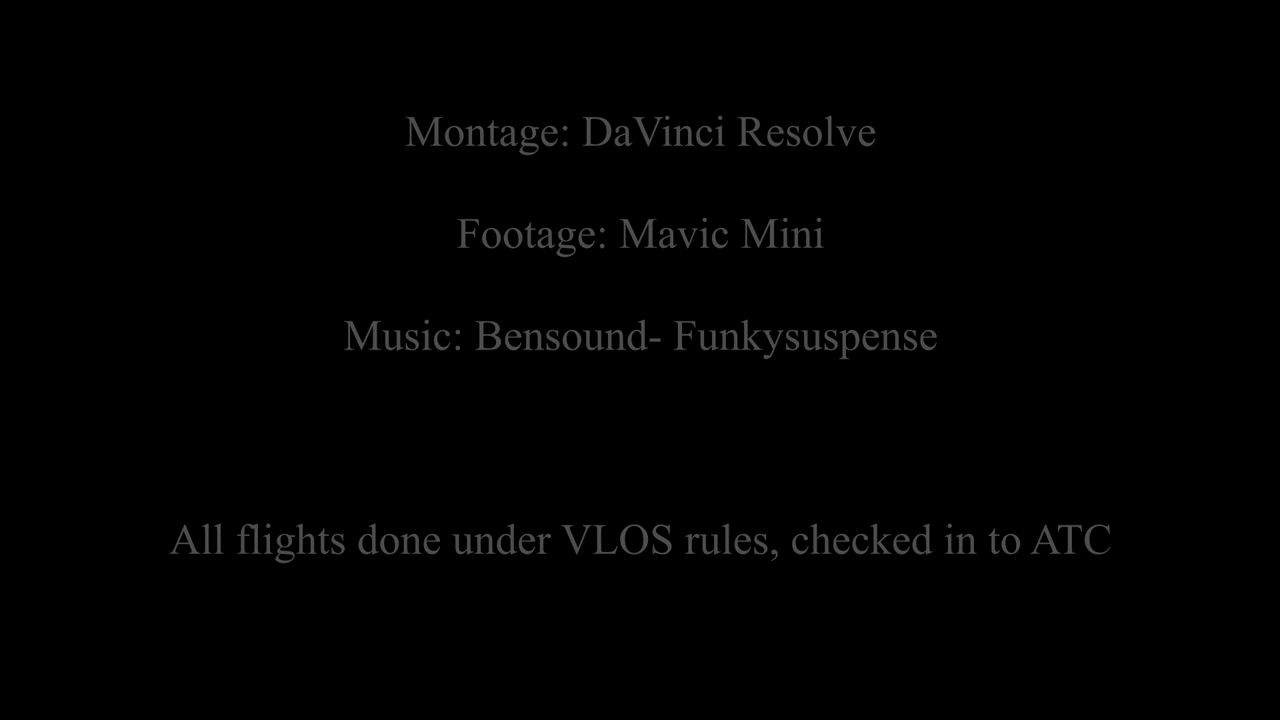 Montage: DaVinci Resolve
Footage: Mavic Mini
Music: Bensound- Funkysuspense
All flights done under VLOS rules, checked in to ATC